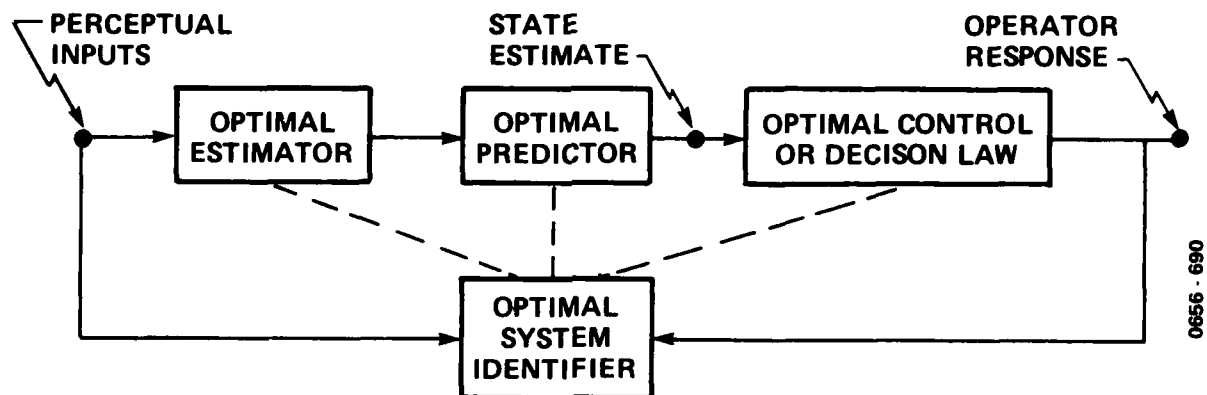 PERCEPTUAL
INPUTS
STATE
ESTIMATE
OPERATOR
RESPONSE
OPTIMAL
ESTIMATOR
OPTIMAL
PREDICTOR
OPTIMAL CONTROL
OR DECISON LAW
OPTIMAL
SYSTEM
IDENTIFIER
0656 - 690